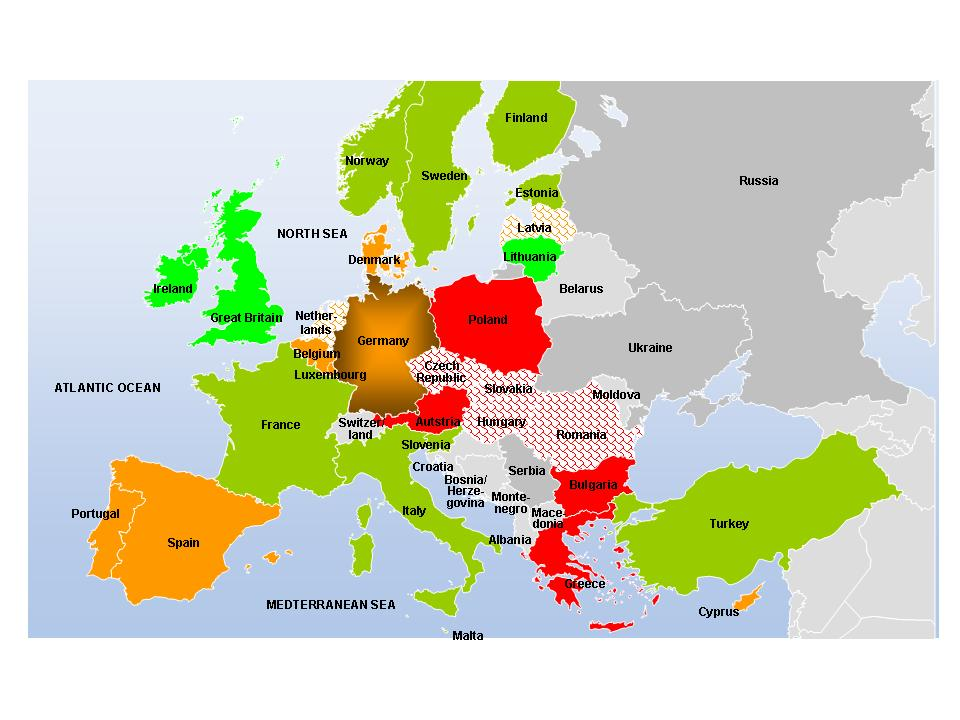 Finland
Norway
Sweden
Russia
Estonia
NORTH SEA
Latvia
Denmark
Lithuania
Ireland
Belarus
Great Britain
Nether-
lands
Poland
Germany
Ukraine
Belgium
Luxembourg
Czech
Republic
ATLANTIC OCEAN
Slovakia
Moldova
France
Switzer
land
Autstria
Hungary
Romania
Slovenia
Croatia
Serbia
Bosnia/
Herze-
govina
Bulgaria
Monte-
negro
Portugal
Italy
Mace
donia
Turkey
Spain
Albania
Greece
MEDTERRANEAN SEA
Cyprus
Malta